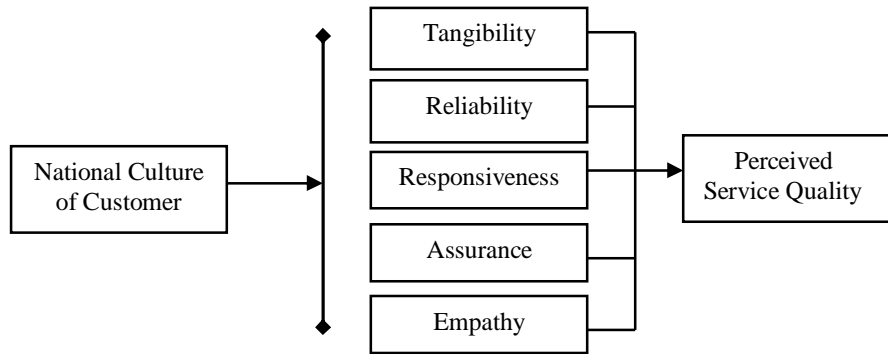 Tangibility
Reliability
National Culture
of Customer
Responsiveness
Perceived
Service Quality
Assurance
Empathy